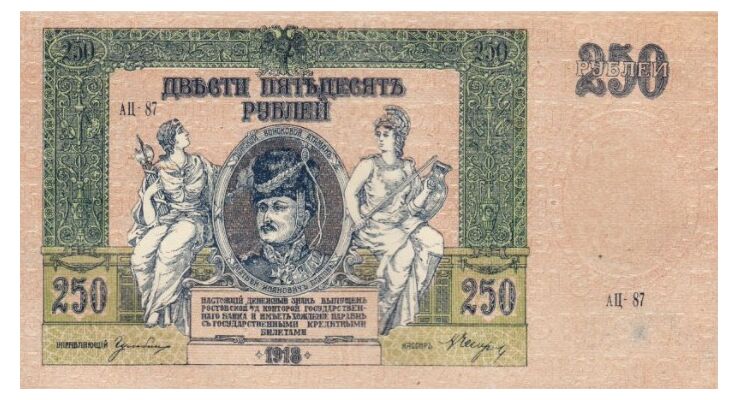 250
250
250
РУБЛЕЙ
ДВѢСТИ ПЯТЬДЕСЯТЪ
РУБЛЕЙ
АЦ- 87
250
250
НАСТОЯЩІЙ ДЕНЕЖНЫЙ ЗНАКЪ ВЫПУЩЕНЪ
РОСТОВСКОЙ Н/Д КОНТОРОЙ ГОСУДАРСТВЕН-
НАГО БАНКА И ИМѢЕТЪ ХОЖДЕНІЕ НАРАВНѢ
СЪ ГОСУДАРСТВЕННЫМИ КРЕДИТНЫМИ
БИЛЕТАМИ
АЦ- 87
УПРАВЛЯЮЩІЙ
КАССИРЪ
1918